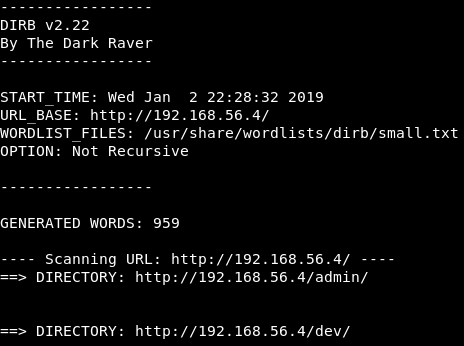 -----------------
DIRB v2.22
By The Dark Raver
-----------------
START_TIME: Wed Jan  2 22:28:32 2019
URL_BASE: http://192.168.56.4/
WORDLIST_FILES: /usr/share/wordlists/dirb/small.txt
OPTION: Not Recursive
-----------------
GENERATED WORDS: 959
---- Scanning URL: http://192.168.56.4/ ----
==> DIRECTORY: http://192.168.56.4/admin/
==> DIRECTORY: http://192.168.56.4/dev/